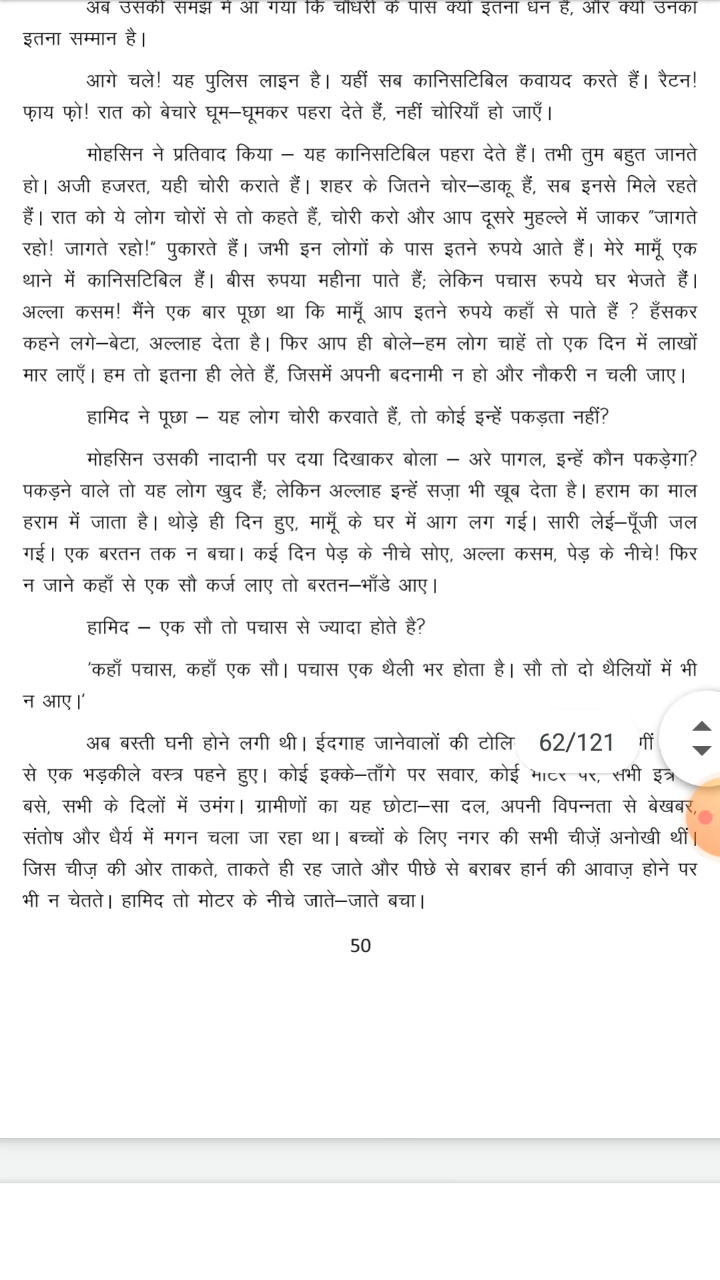 अब उसकी समझ में आ गया कि चौधरी के पास क्यों इतना धन है, और क्यों उनका
इतना सम्मान है।
आगे चले! यह पुलिस लाइन है। यहीं सब कानिसटिबिल कवायद करते हैं। रैटन!
फ़ाय फ़ो! रात को बेचारे घूम–घूमकर पहरा देते हैं, नहीं चोरियाँ हो जाएँ।
मोहसिन ने प्रतिवाद किया – यह कानिसटिबिल पहरा देते हैं। तभी तुम बहुत जानते
हो। अजी हजरत, यही चोरी कराते हैं। शहर के जितने चोर–डाकू हैं, सब इनसे मिले रहते
हैं। रात को ये लोग चोरों से तो कहते हैं, चोरी करो और आप दूसरे मुहल्ले में जाकर "जागते
रहो! जागते रहो!" पुकारते हैं। जभी इन लोगों के पास इतने रुपये आते हैं। मेरे मामूँ एक
थाने में कानिसटिबिल हैं। बीस रुपया महीना पाते हैं; लेकिन पचास रुपये घर भेजते हैं।
अल्ला कसम! मैंने एक बार पूछा था कि मामूँ आप इतने रुपये कहाँ से पाते हैं ? हँसकर
कहने लगे–बेटा, अल्लाह देता है। फिर आप ही बोले–हम लोग चाहें तो एक दिन में लाखों
मार लाएँ। हम तो इतना ही लेते हैं, जिसमें अपनी बदनामी न हो और नौकरी न चली जाए।
हामिद ने पूछा – यह लोग चोरी करवाते हैं, तो कोई इन्हें पकड़ता नहीं?
मोहसिन उसकी नादानी पर दया दिखाकर बोला – अरे पागल, इन्हें कौन पकड़ेगा?
पकड़ने वाले तो यह लोग खुद हैं; लेकिन अल्लाह इन्हें सज़ा भी खूब देता है। हराम का माल
हराम में जाता है। थोड़े ही दिन हुए, मामूँ के घर में आग लग गई। सारी लेई–पूँजी जल
गई। एक बरतन तक न बचा। कई दिन पेड़ के नीचे सोए, अल्ला कसम, पेड़ के नीचे! फिर
न जाने कहाँ से एक सौ कर्ज लाए तो बरतन–भाँडे आए।
हामिद – एक सौ तो पचास से ज्यादा होते है?
'कहाँ पचास, कहाँ एक सौ। पचास एक थैली भर होता है। सौ तो दो थैलियों में भी
न आए।'
अब बस्ती घनी होने लगी थी। ईदगाह जानेवालों की 62/121
से एक भड़कीले वस्त्र पहने हुए। कोई इक्के–ताँगे पर सवार, कोई मोटर पर, सभी इत्र
बसे, सभी के दिलों में उमंग। ग्रामीणों का यह छोटा–सा दल, अपनी विपन्नता से बेखबर,
संतोष और धैर्य में मगन चला जा रहा था। बच्चों के लिए नगर की सभी चीज़ें अनोखी थीं।
जिस चीज़ की ओर ताकते, ताकते ही रह जाते और पीछे से बराबर हार्न की आवाज़ होने पर
भी न चेतते। हामिद तो मोटर के नीचे जाते–जाते बचा।
50